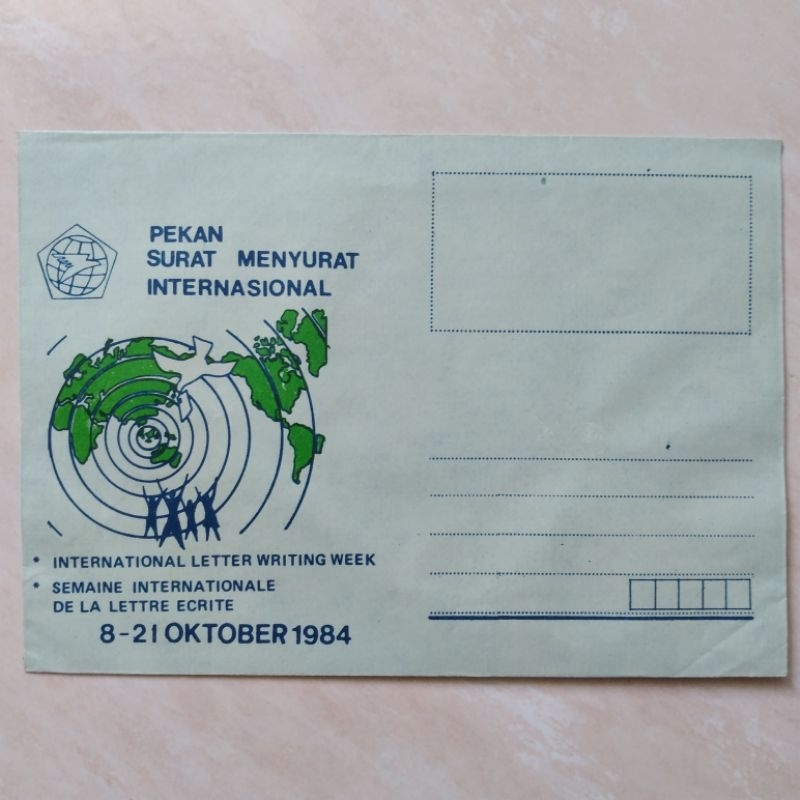 PEKAN
SURAT MENYURAT
INTERNASIONAL
* INTERNATIONAL LETTER WRITING WEEK
* SEMAINE INTERNATIONALE
DE LA LETTRE ECRITE
8-21 OKTOBER 1984